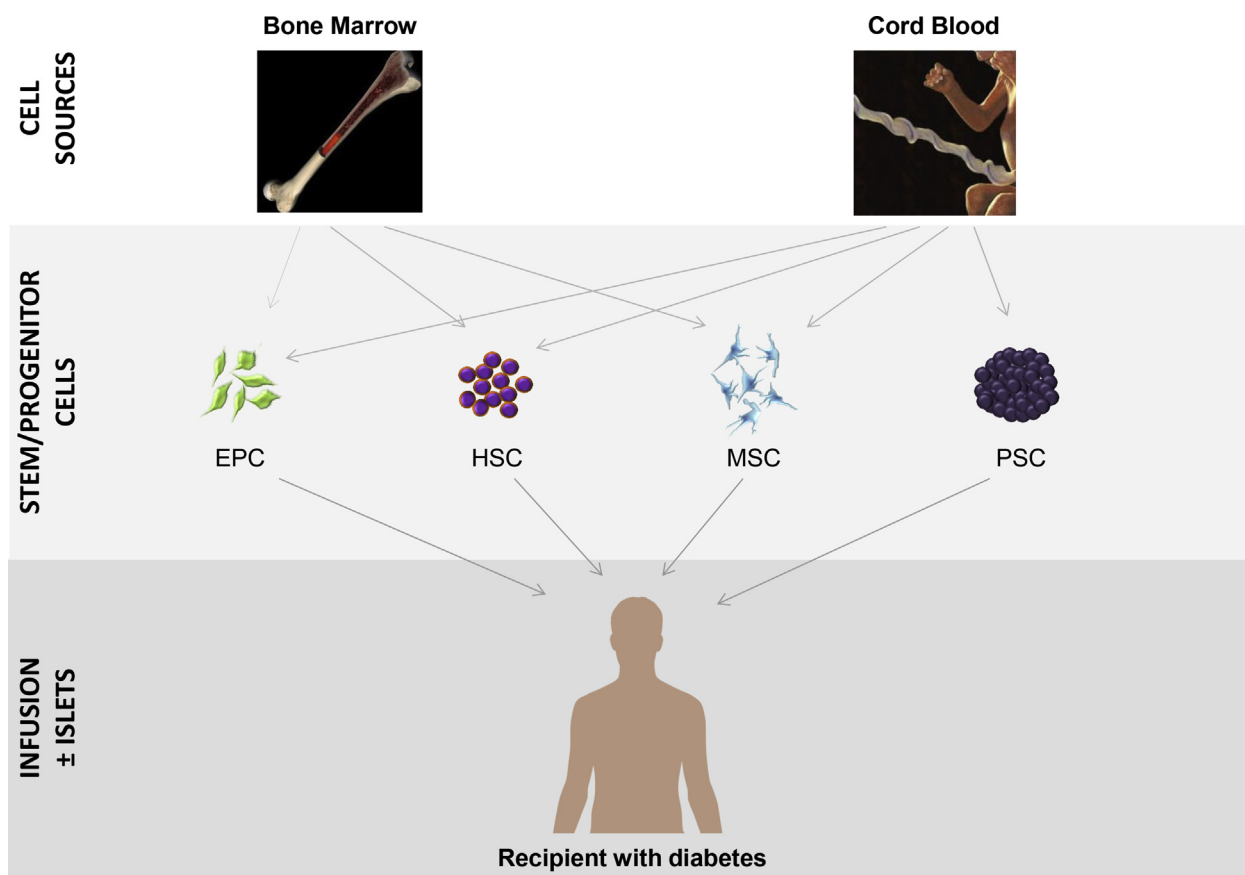 Bone Marrow
Cord Blood
CELL
SOURCES
STEM/PROGENITOR
CELLS
EPC
HSC
MSC
PSC
INFUSION
± ISLETS
Recipient with diabetes